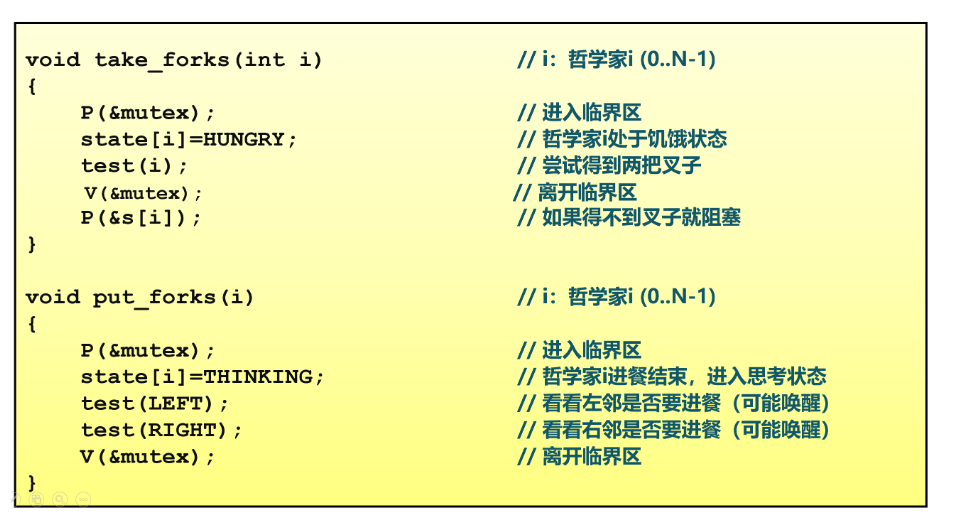 void take_forks(int i) // i: 哲学家i (0..N-1)
{
P(&mutex); // 进入临界区
state[i]=HUNGRY; // 哲学家i处于饥饿状态
test(i); // 尝试得到两把叉子
V(&mutex); // 离开临界区
P(&s[i]); // 如果得不到叉子就阻塞
}
void put_forks(i) // i: 哲学家i (0..N-1)
{
P(&mutex); // 进入临界区
state[i]=THINKING; // 哲学家i进餐结束，进入思考状态
test(LEFT); // 看看左邻是否要进餐（可能唤醒）
test(RIGHT); // 看看右邻是否要进餐（可能唤醒）
V(&mutex); // 离开临界区
}